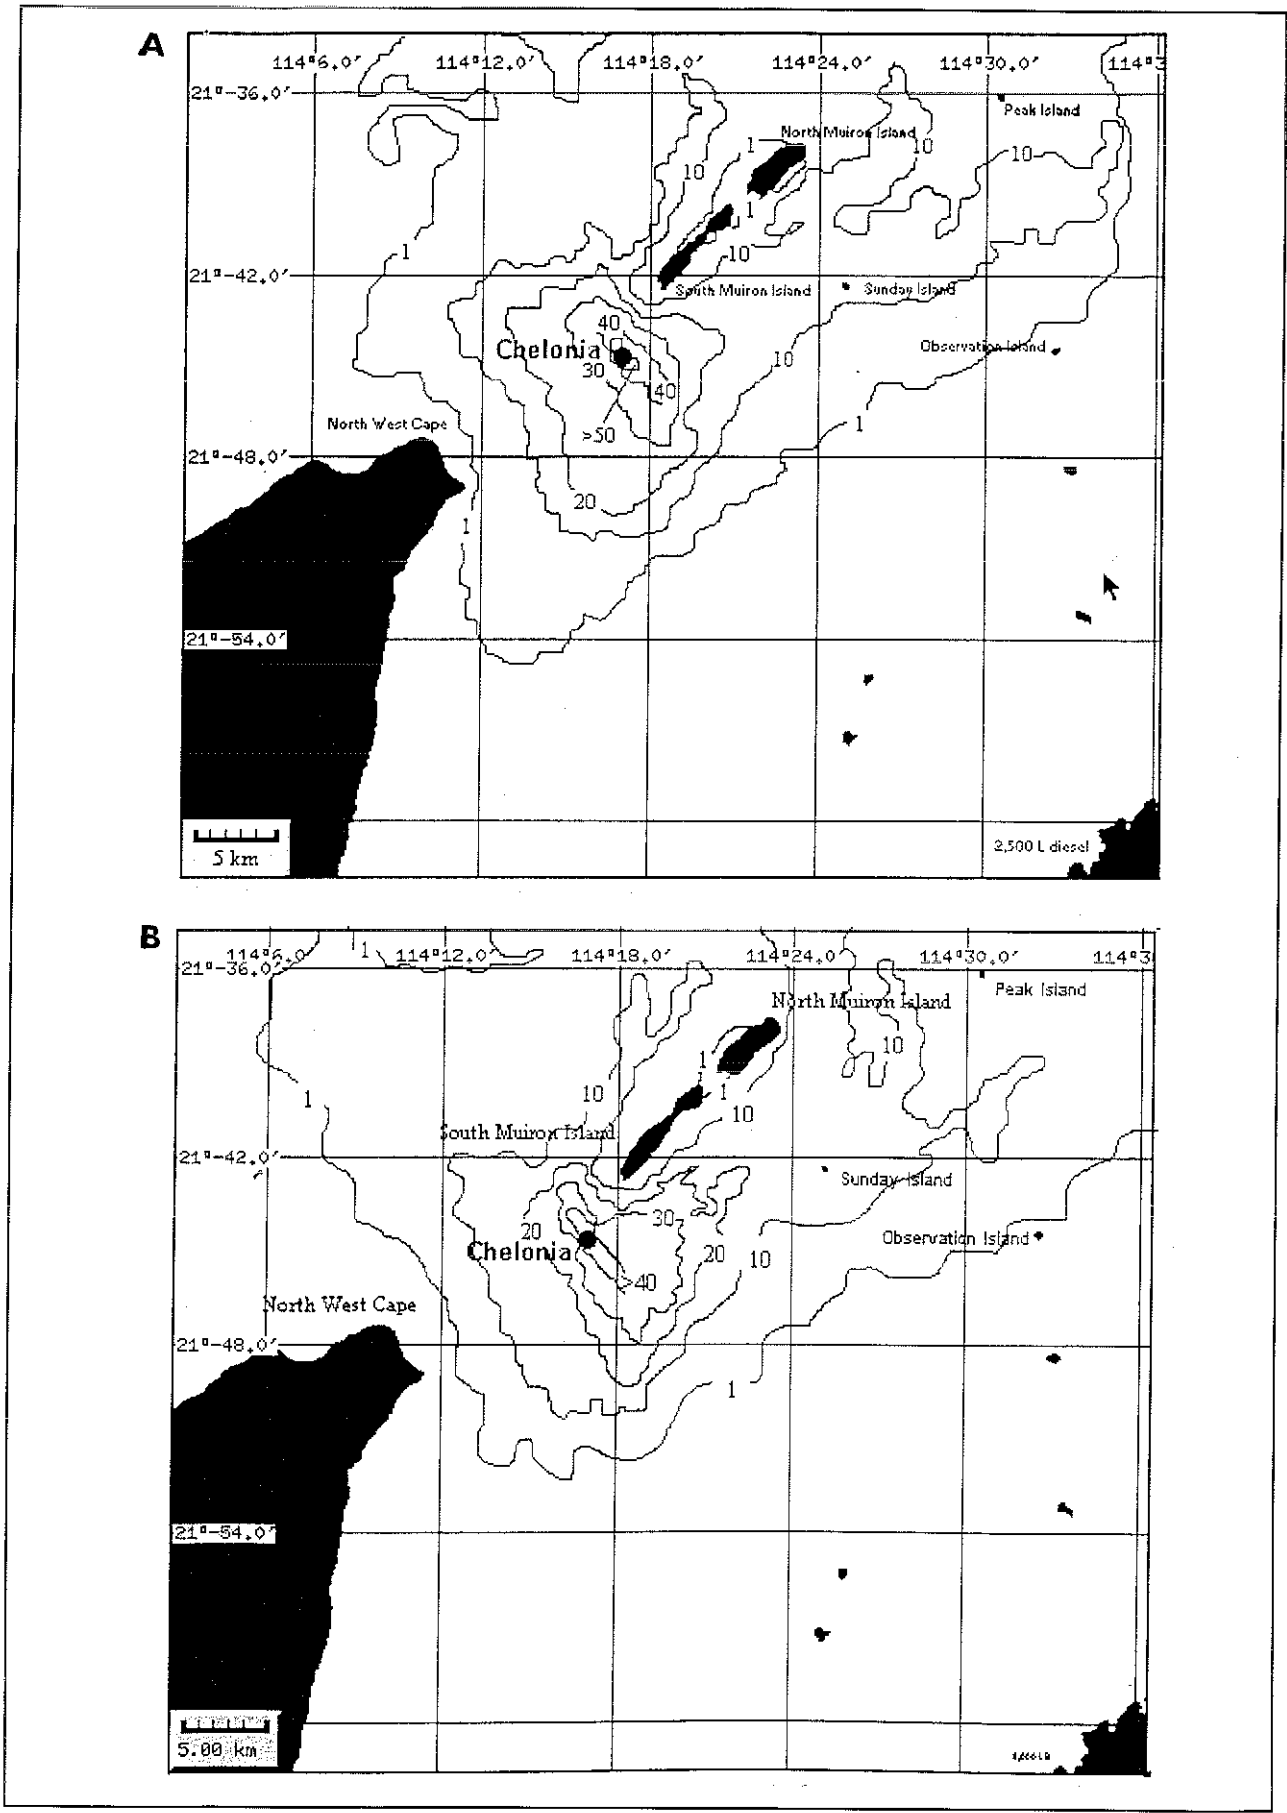 A
114°6.0' 114°12.0' 114°18.0' 114°24.0' 114°30.0' 114°3
21°-36.0'
Peak Island
North Muiron Island
1
10
10
10
1
1
10
21°-42.0'
South Muiron Island
Sunday Island
40
Chelonia
30
40
>50
10
Observation Island
North West Cape
1
21°-48.0'
20
1
21°-54.0'
5 km
2,500 L diesel
B
114°6.0' 1 114°12.0' 114°18.0' 114°24.0' 114°30.0' 114°3
21°-36.0'
Peak Island
North Muiron Island
10
1
1
10
1
10
South Muiron Island
21°-42.0'
Sunday Island
30
20
Chelonia
20
10
Observation Island
>40
North West Cape
21°-48.0'
1
21°-54.0'
5.00 km